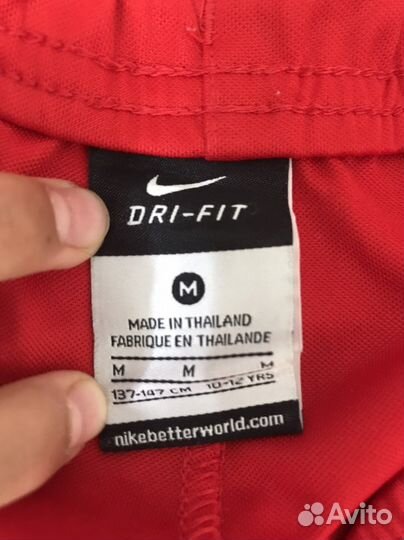 DRI-FIT
M
MADE IN THAILAND
FABRIQUE EN THAILANDE
M M M
137-147 CM 10-12 YRS
nikebetterworld.com
Avito